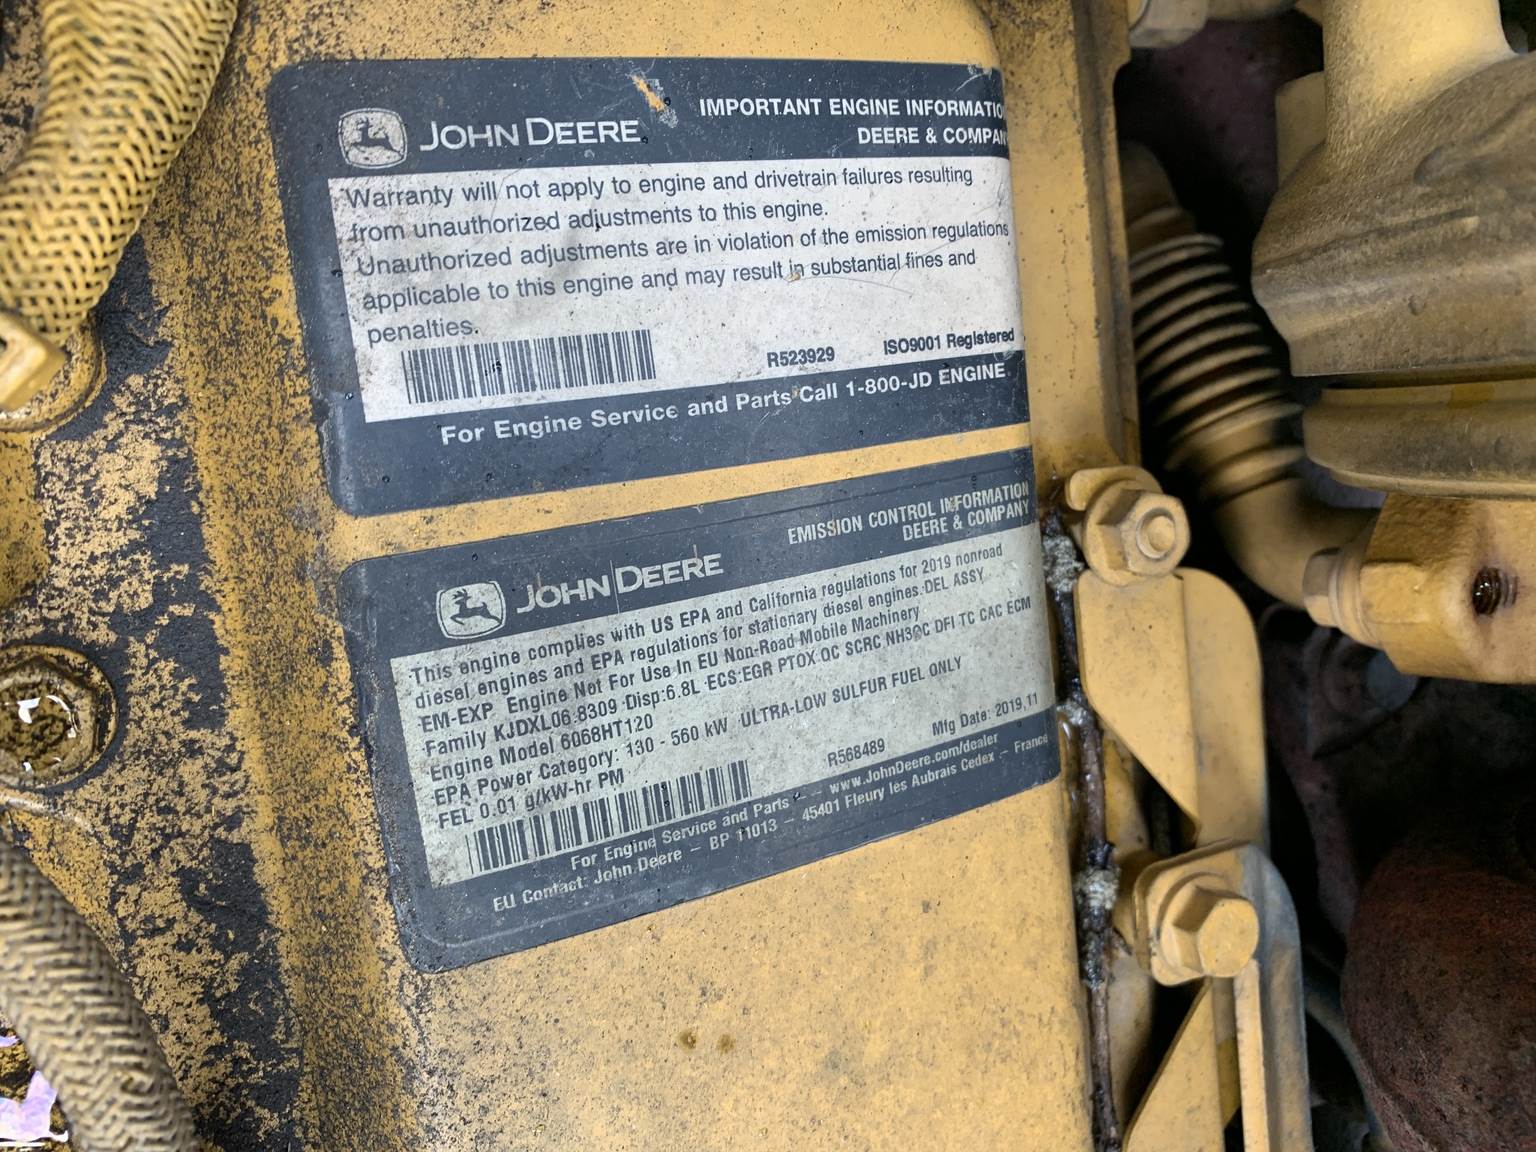 JOHN DEERE
IMPORTANT ENGINE INFORMATIO
DEERE & COMPAN
Warranty will not apply to engine and drivetrain failures resulting
from unauthorized adjustments to this engine.
Unauthorized adjustments are in violation of the emission regulations
applicable to this engine and may result in substantial fines and
penalties.
R523929 ISO9001 Registered
For Engine Service and Parts Call 1-800-JD ENGINE
JOHN DEERE
EMISSION CONTROL INFORMATION
DEERE & COMPANY
This engine complies with US EPA and California regulations for 2019 nonroad
diesel engines and EPA regulations for stationary diesel engines.DEL ASSY
EM-EXP Engine Not For Use In EU Non-Road Mobile Machinery
Family KJDXL06.8309 Disp:6.8L ECS:EGR PTOX OC SCRC NH3OC DFI TC CAC ECM
Engine Model 6068HT120
EPA Power Category: 130 - 560 kW ULTRA-LOW SULFUR FUEL ONLY
FEL 0.01 g/kW-hr PM
R568489 Mfg Date: 2019,11
For Engine Service and Parts - www.JohnDeere.com/dealer
EU Contact: John Deere - BP 11013 - 45401 Fleury les Aubrais Cedex - France